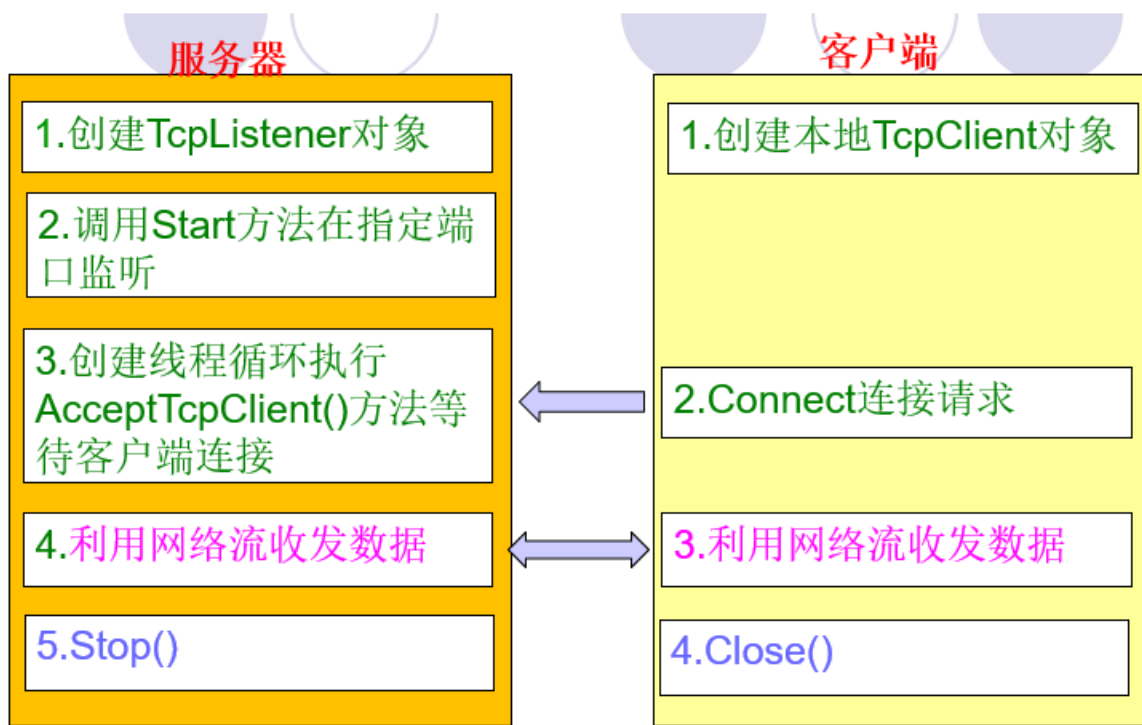 服务器
1.创建TcpListener对象
2.调用Start方法在指定端
口监听
3.创建线程循环执行
AcceptTcpClient()方法等
待客户端连接
4.利用网络流收发数据
5.Stop()
客户端
1.创建本地TcpClient对象
2.Connect连接请求
3.利用网络流收发数据
4.Close()